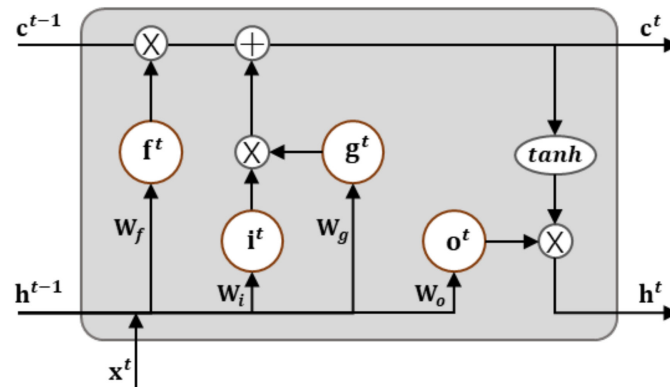 c^{t-1} × + c^t
f^t × g^t tanh
W_f i^t W_g o^t ×
h^{t-1} W_i W_o h^t
x^t